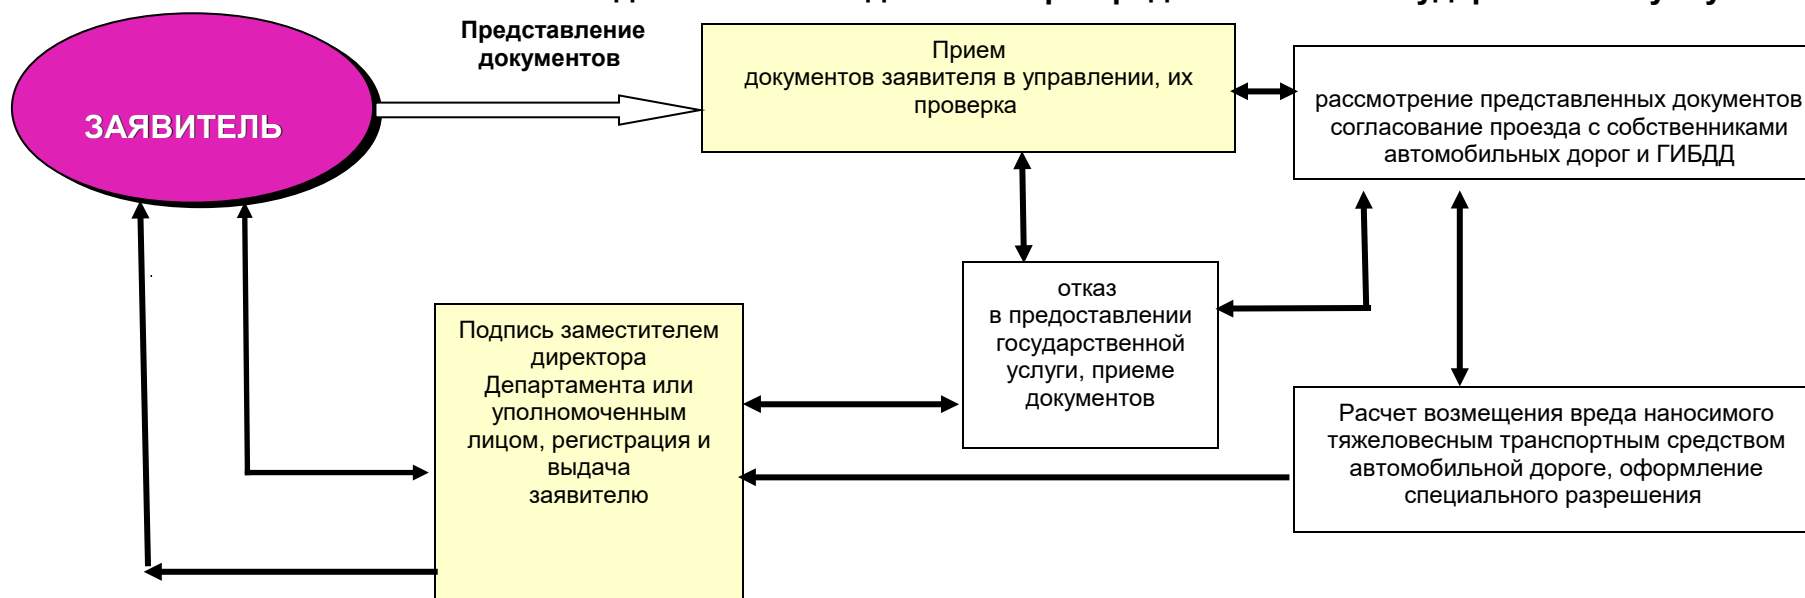 Представление
документов
ЗАЯВИТЕЛЬ
Прием
документов заявителя в управлении, их
проверка
рассмотрение представленных документов
согласование проезда с собственниками
автомобильных дорог и ГИБДД
отказ
в предоставлении
государственной
услуги, приеме
документов
Подпись заместителем
директора
Департамента или
уполномоченным
лицом, регистрация и
выдача
заявителю
Расчет возмещения вреда наносимого
тяжеловесным транспортным средством
автомобильной дороге, оформление
специального разрешения